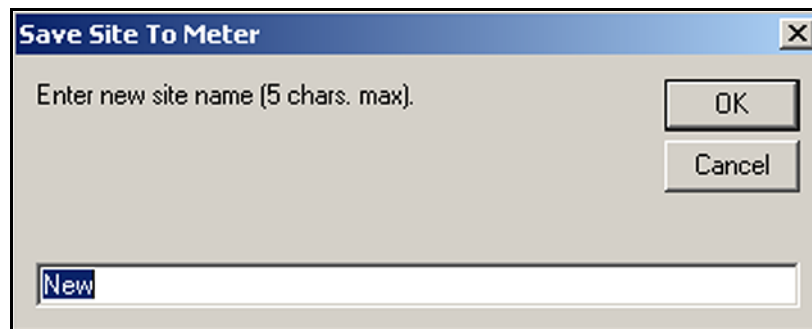 Save Site To Meter
Enter new site name (5 chars. max).
OK
Cancel
New